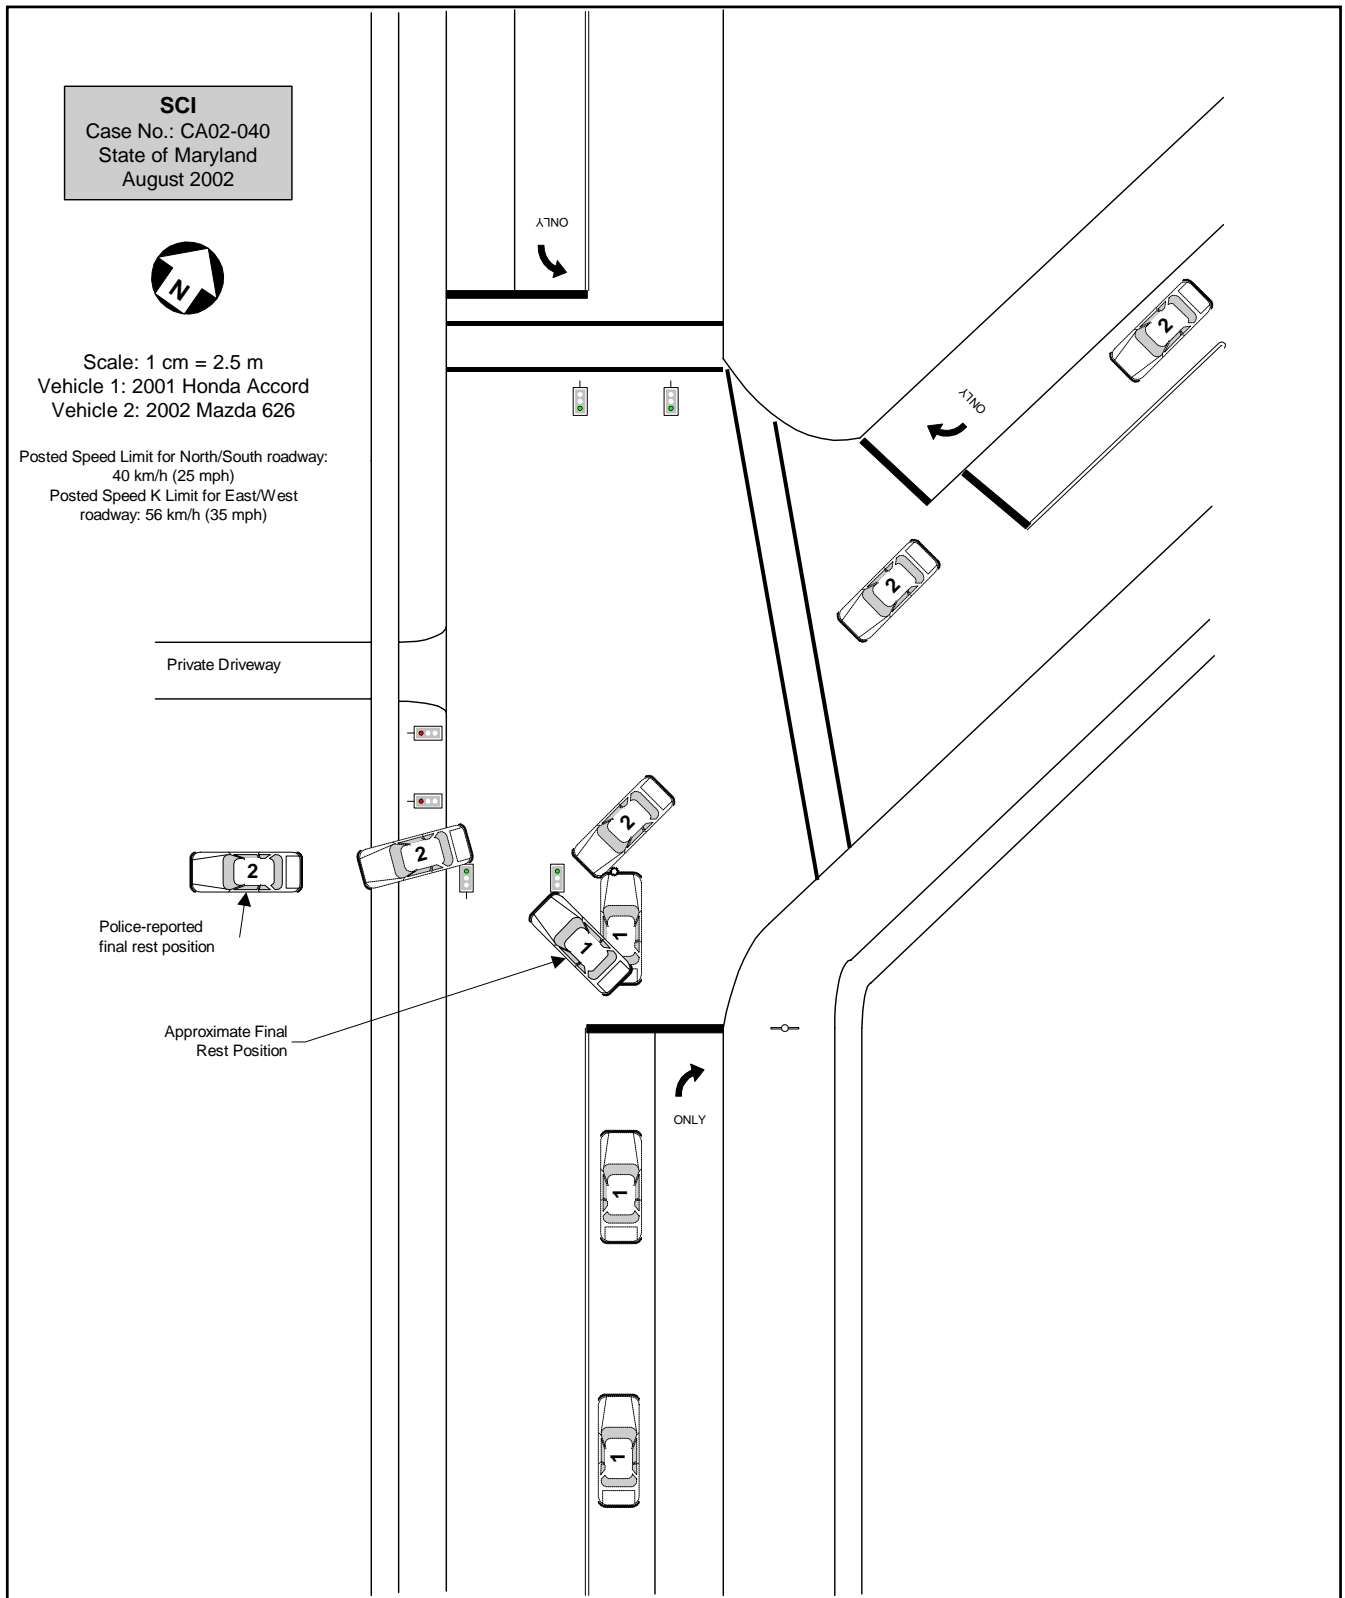 SCI
Case No.: CA02-040
State of Maryland
August 2002
N
Scale: 1 cm = 2.5 m
Vehicle 1: 2001 Honda Accord
Vehicle 2: 2002 Mazda 626
Posted Speed Limit for North/South roadway:
40 km/h (25 mph)
Posted Speed K Limit for East/West
roadway: 56 km/h (35 mph)
ONLY
2
ONLY
2
Private Driveway
2
2
2
1
1
Police-reported
final rest position
Approximate Final
Rest Position
ONLY
1
1